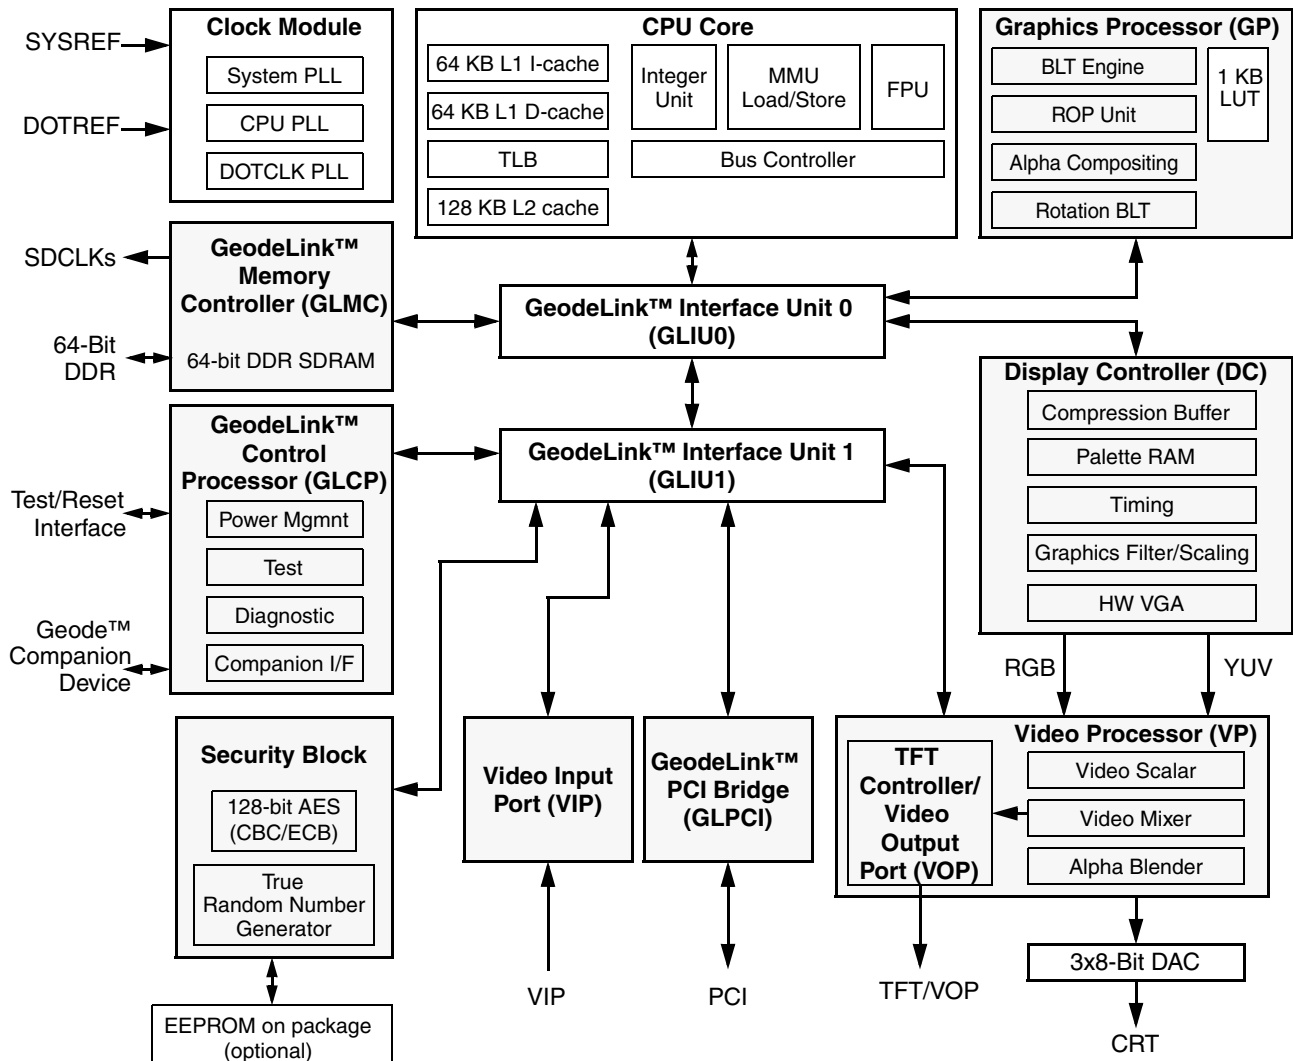 SYSREF
DOTREF
Clock Module
System PLL
CPU PLL
DOTCLK PLL
CPU Core
64 KB L1 I-cache
64 KB L1 D-cache
TLB
128 KB L2 cache
Integer
Unit
MMU
Load/Store
FPU
Bus Controller
Graphics Processor (GP)
BLT Engine
ROP Unit
Alpha Compositing
Rotation BLT
1 KB
LUT
SDCLKs
64-Bit
DDR
GeodeLink™
Memory
Controller (GLMC)
64-bit DDR SDRAM
GeodeLink™ Interface Unit 0
(GLIU0)
GeodeLink™ Interface Unit 1
(GLIU1)
Display Controller (DC)
Compression Buffer
Palette RAM
Timing
Graphics Filter/Scaling
HW VGA
RGB
YUV
Test/Reset
Interface
Geode™
Companion
Device
GeodeLink™
Control
Processor (GLCP)
Power Mgmnt
Test
Diagnostic
Companion I/F
Security Block
128-bit AES
(CBC/ECB)
True
Random Number
Generator
EEPROM on package
(optional)
Video Input
Port (VIP)
VIP
GeodeLink™
PCI Bridge
(GLPCI)
PCI
Video Processor (VP)
TFT
Controller/
Video
Output
Port (VOP)
Video Scalar
Video Mixer
Alpha Blender
TFT/VOP
3x8-Bit DAC
CRT